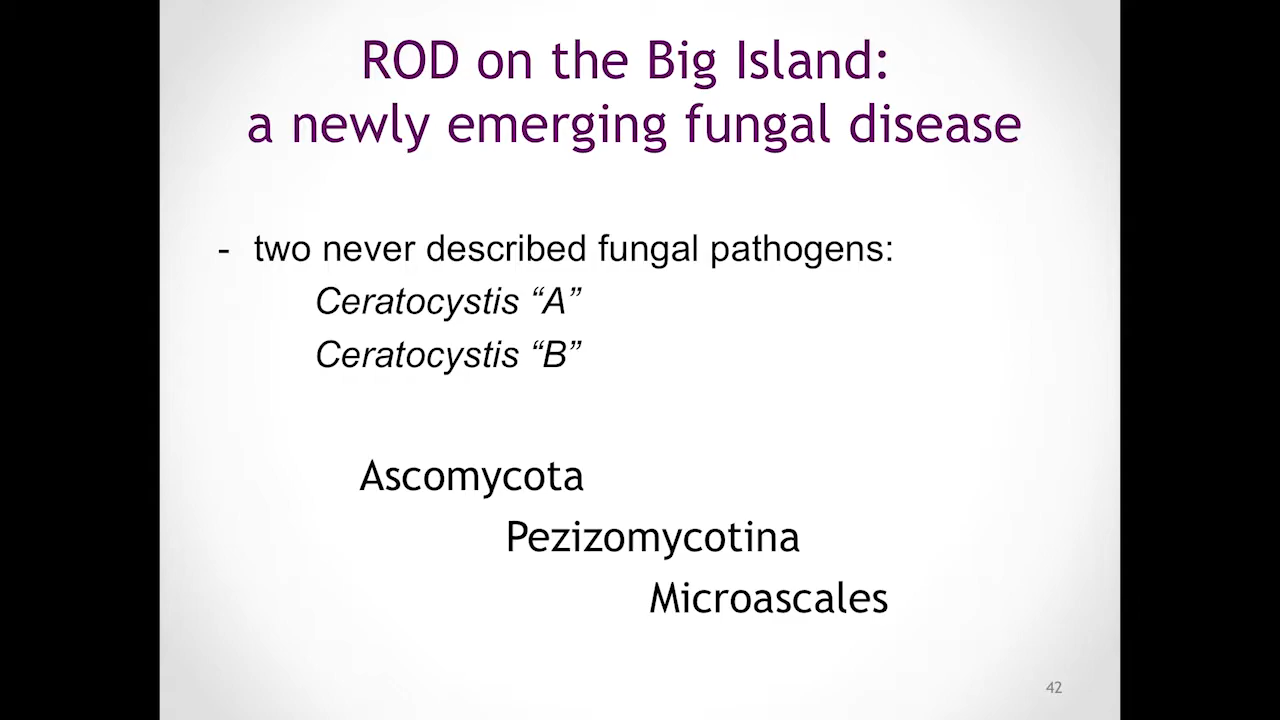 ROD on the Big Island:
a newly emerging fungal disease
- two never described fungal pathogens:
Ceratocystis “A”
Ceratocystis “B”
Ascomycota
Pezizomycotina
Microascales
42